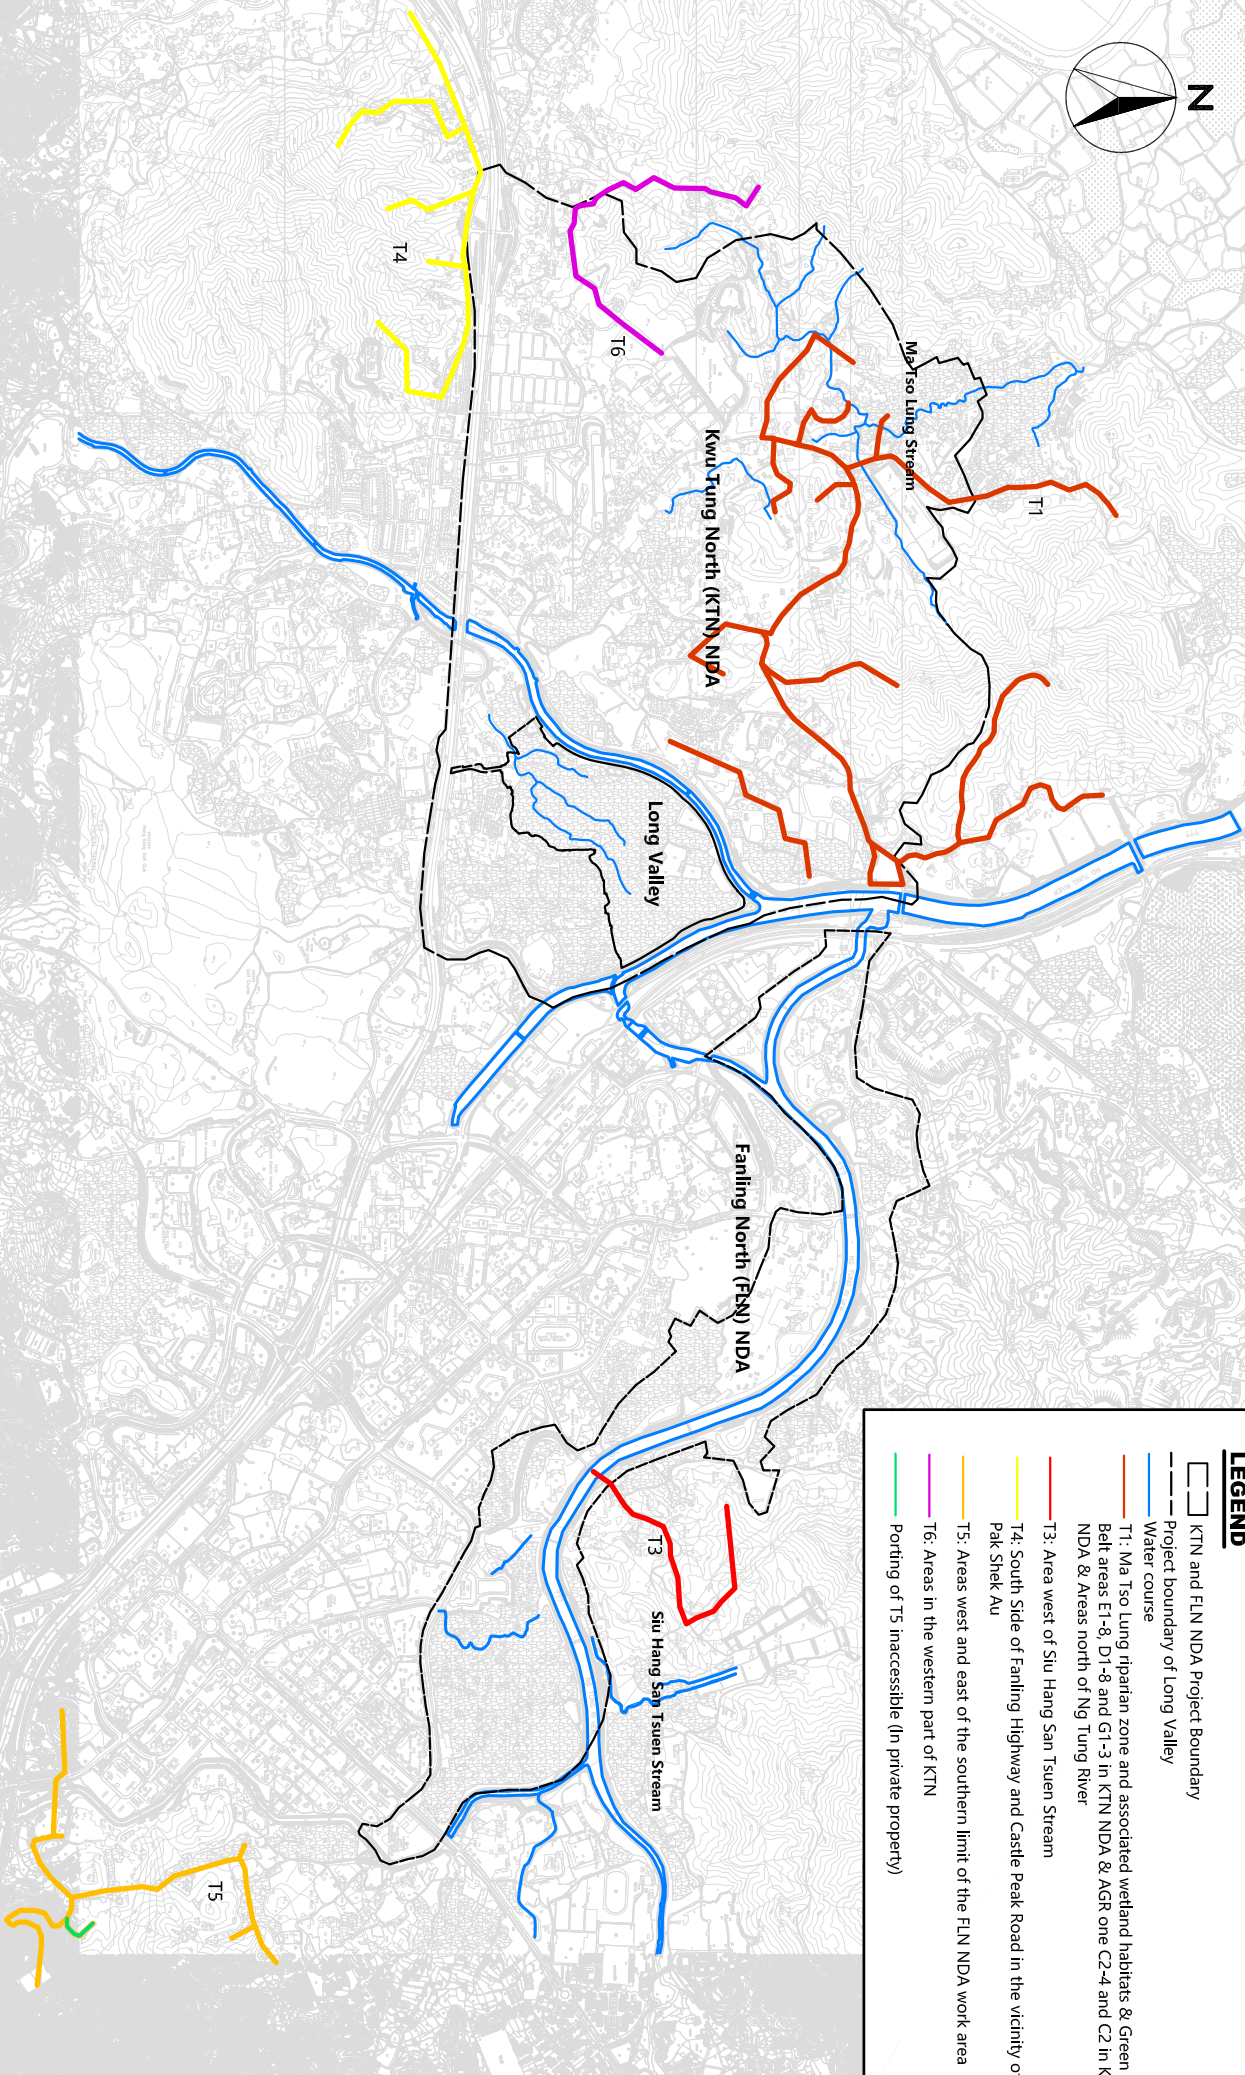 N
T4
T6
Ma Tso Lung Stream
T1
Kwu Tung North (KTN) NDA
Long Valley
Fanling North (FLN) NDA
T3
Siu Hang San Tsuen Stream
T5
LEGEND
KTN and FLN NDA Project Boundary
Project boundary of Long Valley
Water course
T1: Ma Tso Lung riparian zone and associated wetland habitats & Green
Belt areas E1-8, D1-8 and G1-3 in KTN NDA & AGR one C2-4 and C2 in K
NDA & Areas north of Ng Tung River
T3: Area west of Siu Hang San Tsuen Stream
T4: South Side of Fanling Highway and Castle Peak Road in the vicinity of
Pak Shek Au
T5: Areas west and east of the southern limit of the FLN NDA work area
T6: Areas in the western part of KTN
Porting of T5 inaccessible (In private property)